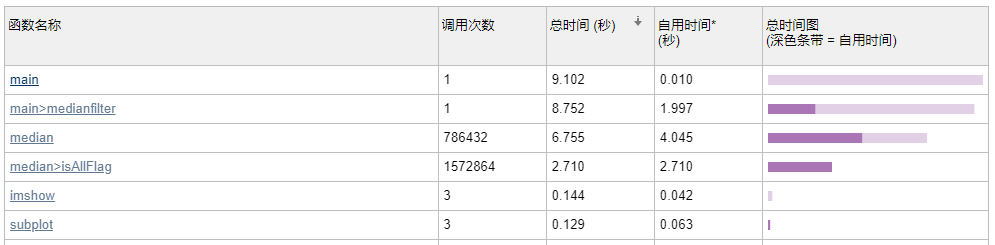 函数名称 调用次数 总时间 (秒) 自用时间* (秒) 总时间图 (深色条带 = 自用时间)
main 1 9.102 0.010
main>medianfilter 1 8.752 1.997
median 786432 6.755 4.045
median>isAllFlag 1572864 2.710 2.710
imshow 3 0.144 0.042
subplot 3 0.129 0.063